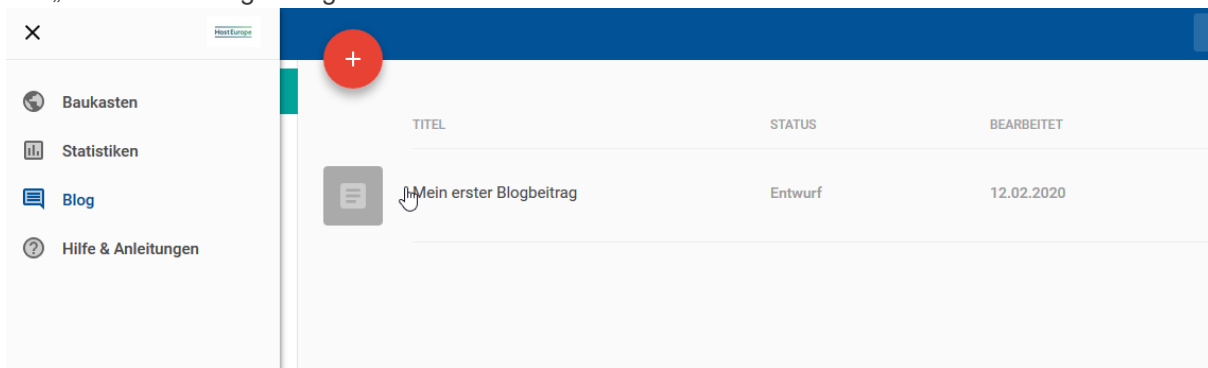 HostEurope
Baukasten
Statistiken
Blog
Hilfe & Anleitungen
TITEL STATUS BEARBEITET
Mein erster Blogbeitrag Entwurf 12.02.2020